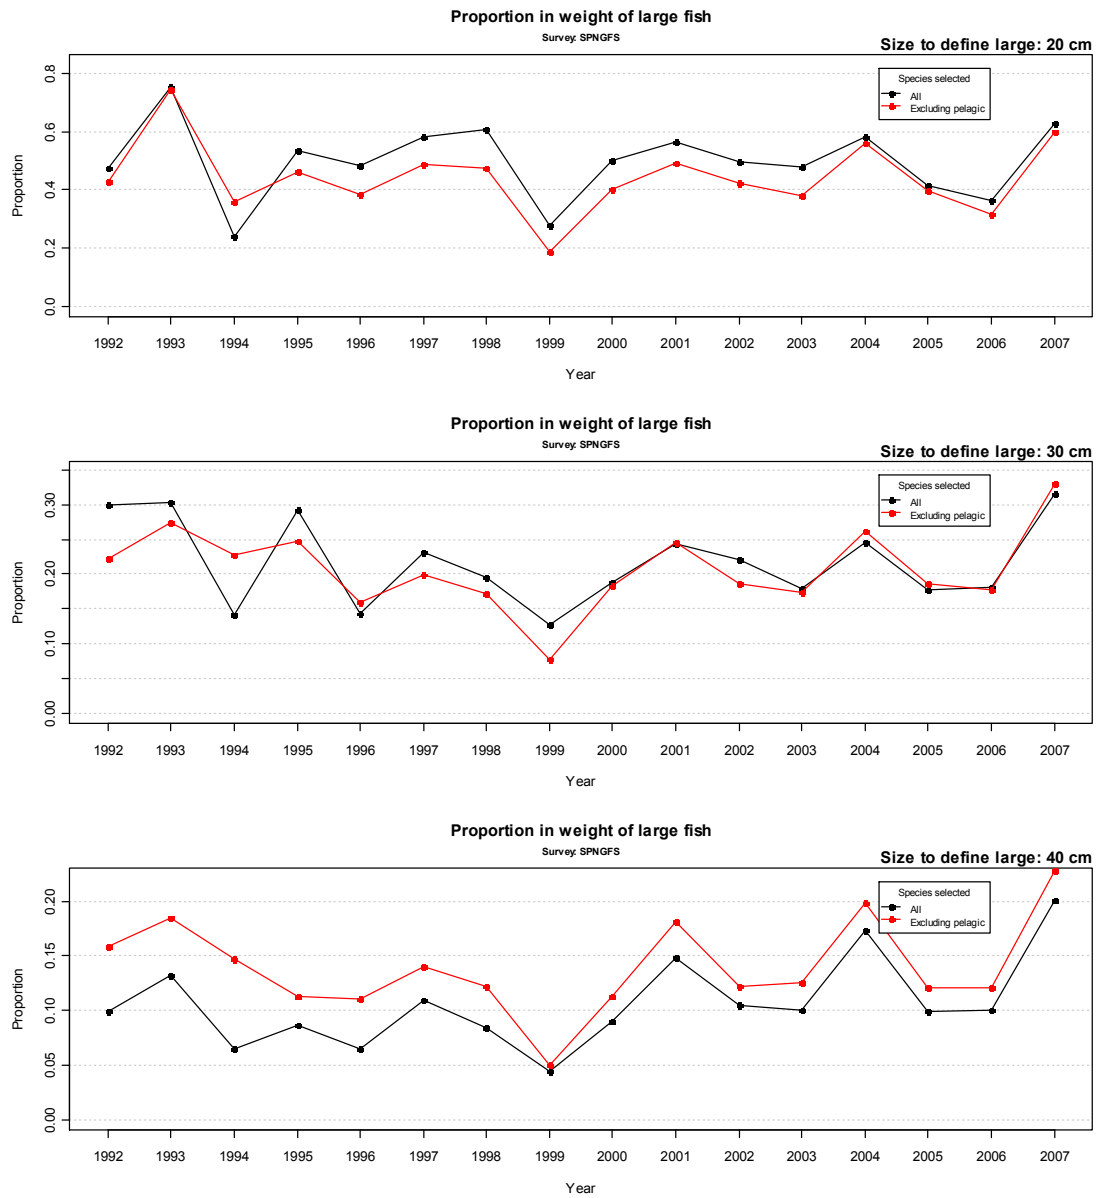 Proportion in weight of large fish
Survey: SPNGFS
Size to define large: 20 cm
Species selected
All
Excluding pelagic
Proportion
0.8
0.6
0.4
0.2
0.0
1992 1993 1994 1995 1996 1997 1998 1999 2000 2001 2002 2003 2004 2005 2006 2007
Year
Proportion in weight of large fish
Survey: SPNGFS
Size to define large: 30 cm
Species selected
All
Excluding pelagic
Proportion
0.30
0.20
0.10
0.00
1992 1993 1994 1995 1996 1997 1998 1999 2000 2001 2002 2003 2004 2005 2006 2007
Year
Proportion in weight of large fish
Survey: SPNGFS
Size to define large: 40 cm
Species selected
All
Excluding pelagic
Proportion
0.20
0.15
0.10
0.05
0.00
1992 1993 1994 1995 1996 1997 1998 1999 2000 2001 2002 2003 2004 2005 2006 2007
Year